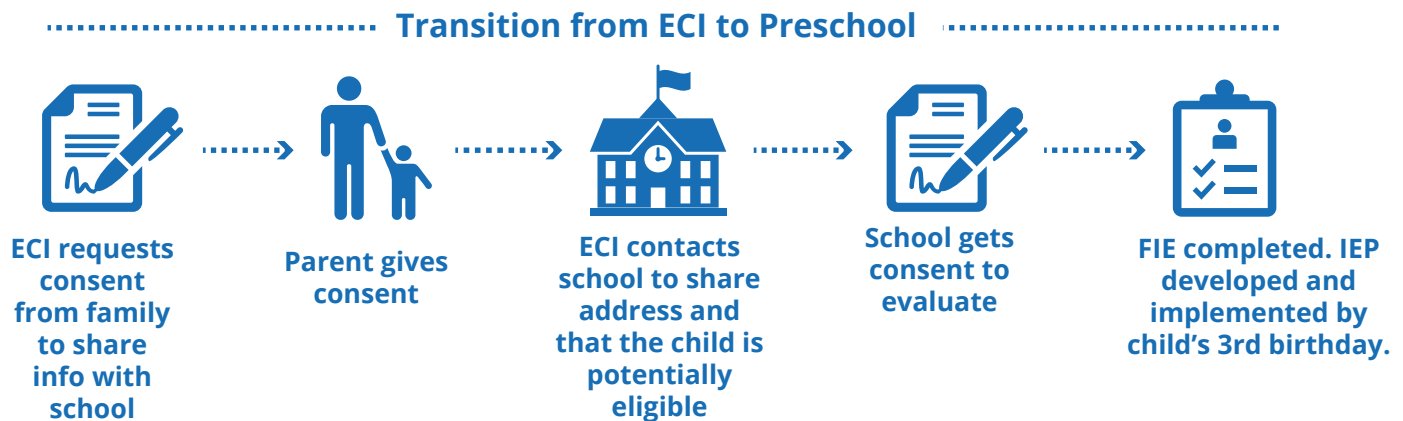 Transition from ECI to Preschool
ECI requests
consent
from family
to share
info with
school
Parent gives
consent
ECI contacts
school to share
address and
that the child is
potentially
eligible
School gets
consent to
evaluate
FIE completed. IEP
developed and
implemented by
child’s 3rd birthday.